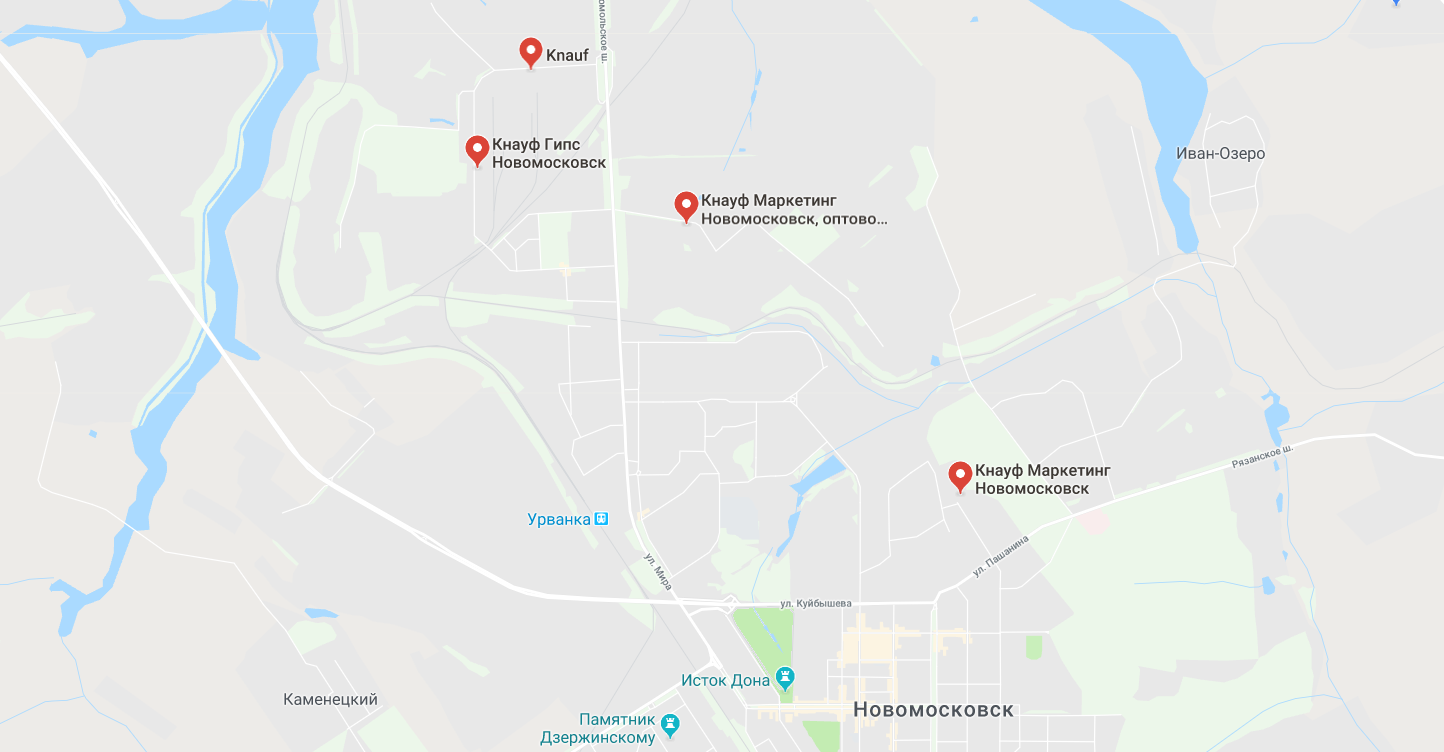 омольское ш.
Knauf
Кнауф Гипс
Новомосковск
Иван-Озеро
Кнауф Маркетинг
Новомосковск, оптово...
Рязанское ш.
Кнауф Маркетинг
Новомосковск
Урванка
ул. Мира
ул. Пашанина
ул. Куйбышева
Исток Дона
Каменецкий
Новомосковск
Памятник
Дзержинскому